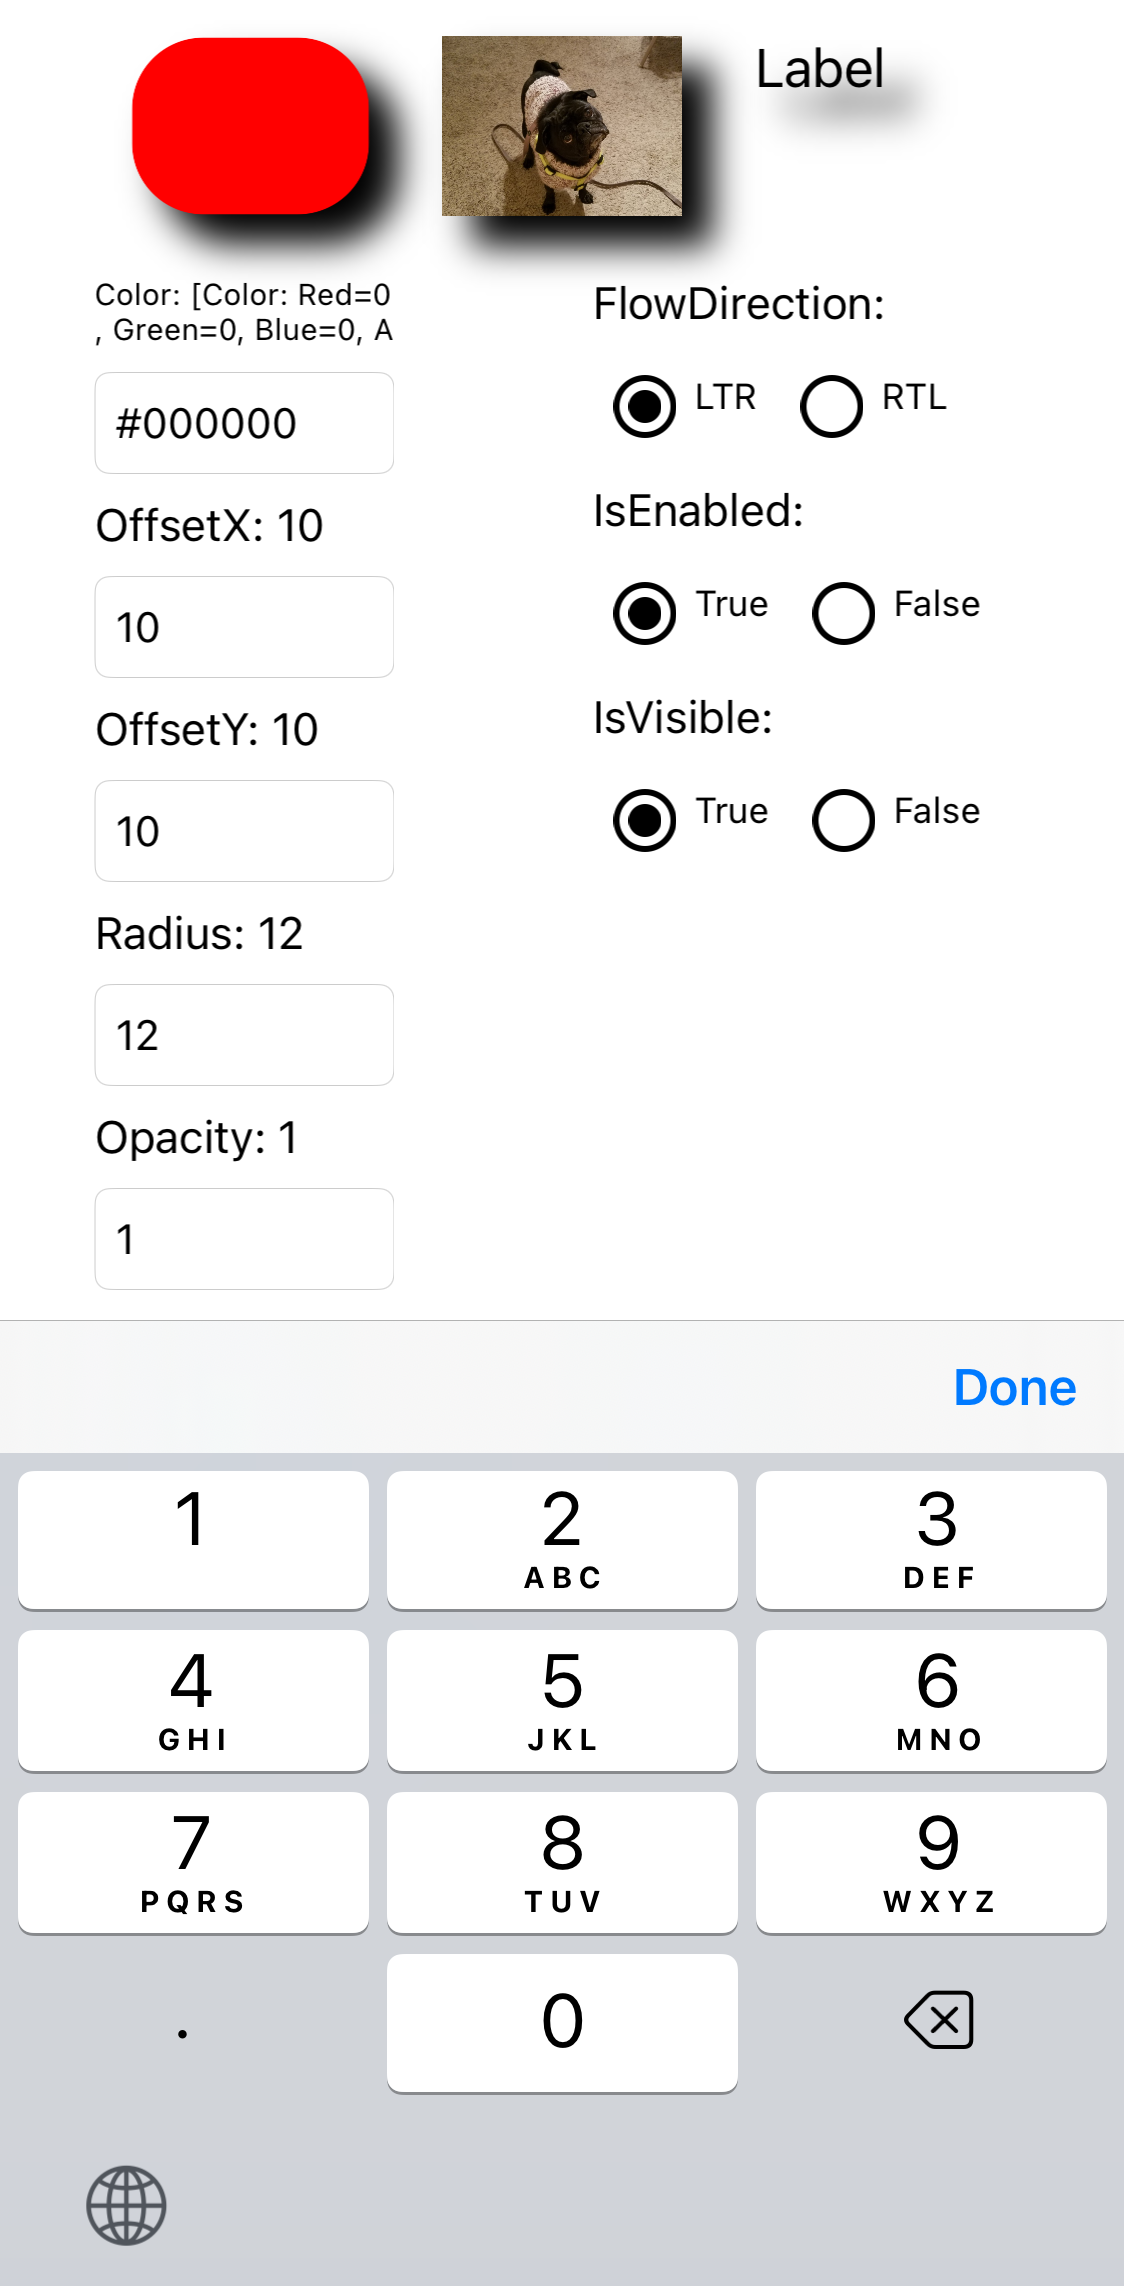 Label
Color: [Color: Red=0
, Green=0, Blue=0, A
#000000
OffsetX: 10
10
OffsetY: 10
10
Radius: 12
12
Opacity: 1
1
FlowDirection:
LTR RTL
IsEnabled:
True False
IsVisible:
True False
Done
1 2 3
ABC DEF
4 5 6
GHI JKL MNO
7 8 9
PQRS TUV WXYZ
. 0